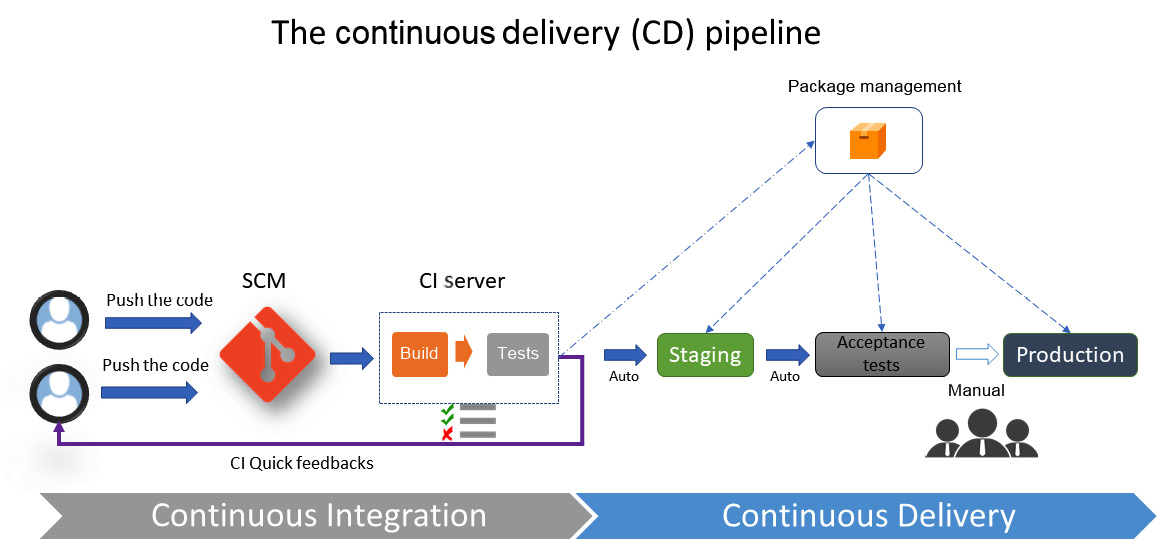 The continuous delivery (CD) pipeline
Package management
SCM
CI server
Push the code
Push the code
Build
Tests
Auto
Staging
Auto
Acceptance
tests
Production
Manual
CI Quick feedbacks
Continuous Integration
Continuous Delivery